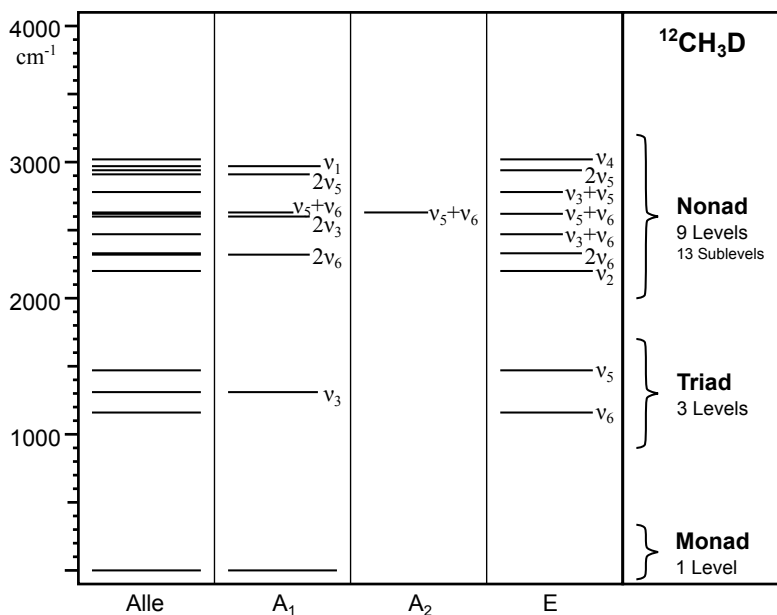 4000
cm⁻¹
3000
2000
1000
¹²CH₃D
ν₁
2ν₅
ν₅+ν₆
2ν₃
2ν₆
ν₃
ν₅+ν₆
ν₄
2ν₅
ν₃+ν₅
ν₅+ν₆
ν₃+ν₆
2ν₆
ν₂
ν₅
ν₆
Nonad
9 Levels
13 Sublevels
Triad
3 Levels
Monad
1 Level
Alle
A₁
A₂
E